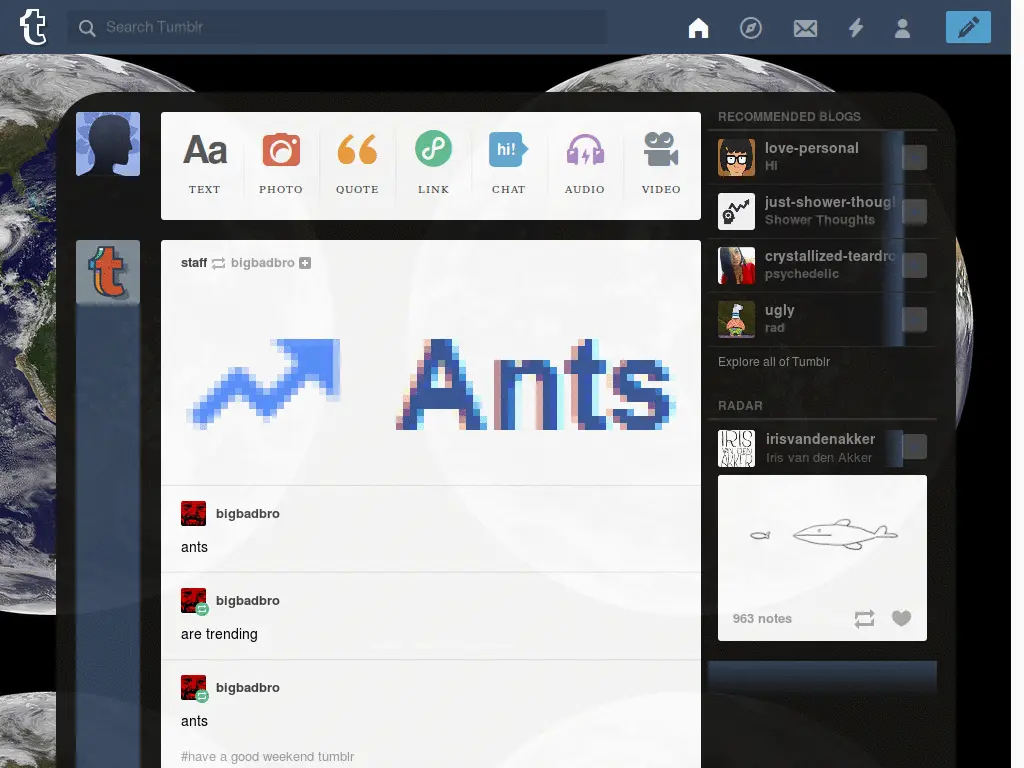 Search Tumblr
Aa
TEXT
PHOTO
QUOTE
LINK
hi!
CHAT
AUDIO
VIDEO
staff bigbadbro
Ants
bigbadbro
ants
bigbadbro
are trending
bigbadbro
ants
#have a good weekend tumblr
RECOMMENDED BLOGS
love-personal
Hi
just-shower-thoug
Shower Thoughts
crystallized-teardro
psychedelic
ugly
rad
Explore all of Tumblr
RADAR
IRIS
VAN DEN
AKKER
irisvandenakker
Iris van den Akker
963 notes